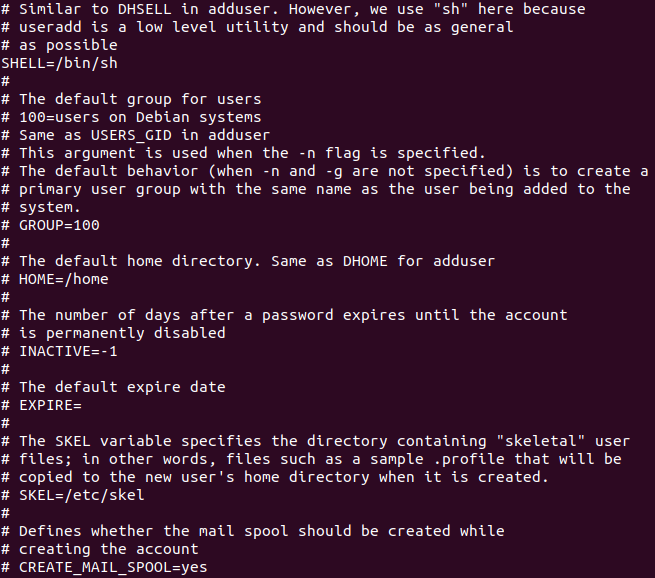 # Similar to DHSELL in adduser. However, we use "sh" here because
# useradd is a low level utility and should be as general
# as possible
SHELL=/bin/sh
#
# The default group for users
# 100=users on Debian systems
# Same as USERS_GID in adduser
# This argument is used when the -n flag is specified.
# The default behavior (when -n and -g are not specified) is to create a
# primary user group with the same name as the user being added to the
# system.
# GROUP=100
#
# The default home directory. Same as DHOME for adduser
# HOME=/home
#
# The number of days after a password expires until the account
# is permanently disabled
# INACTIVE=-1
#
# The default expire date
# EXPIRE=
#
# The SKEL variable specifies the directory containing "skeletal" user
# files; in other words, files such as a sample .profile that will be
# copied to the new user's home directory when it is created.
# SKEL=/etc/skel
#
# Defines whether the mail spool should be created while
# creating the account
# CREATE_MAIL_SPOOL=yes